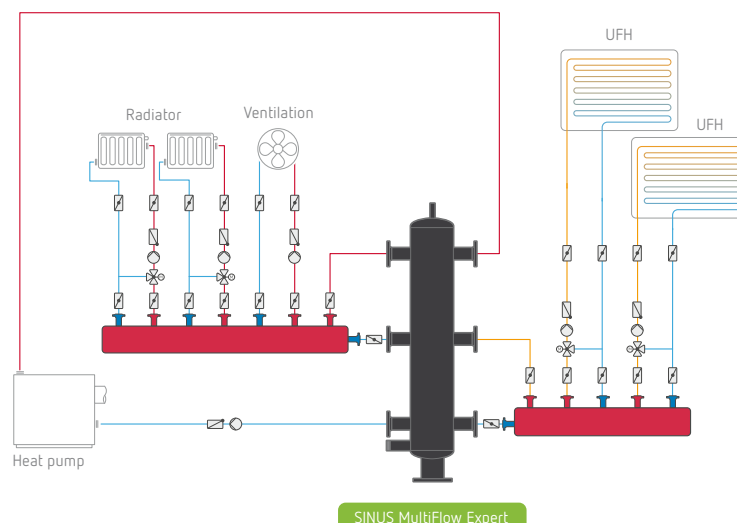 UFH
Radiator
Ventilation
UFH
Heat pump
SINUS MultiFlow Expert